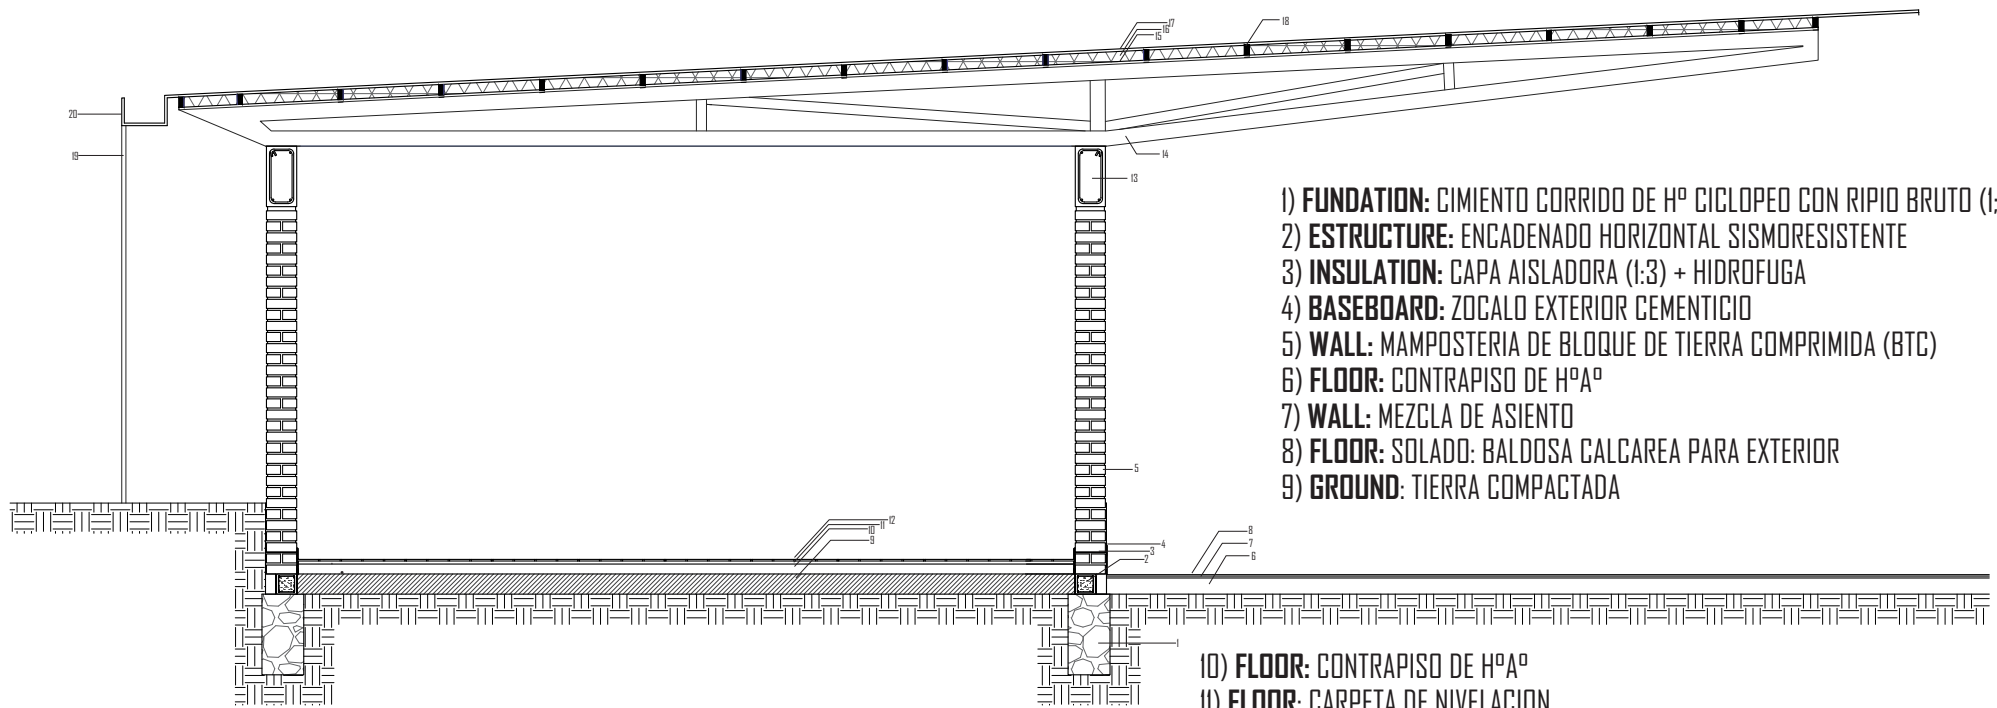 17
16
15
18
20
19
14
13
1) FUNDATION: CIMIENTO CORRIDO DE Hº CICLOPEO CON RIPIO BRUTO (1;
2) ESTRUCTURE: ENCADENADO HORIZONTAL SISMORESISTENTE
3) INSULATION: CAPA AISLADORA (1:3) + HIDROFUGA
4) BASEBOARD: ZOCALO EXTERIOR CEMENTICIO
5) WALL: MAMPOSTERIA DE BLOQUE DE TIERRA COMPRIMIDA (BTC)
6) FLOOR: CONTRAPISO DE HºAº
7) WALL: MEZCLA DE ASIENTO
8) FLOOR: SOLADO: BALDOSA CALCAREA PARA EXTERIOR
9) GROUND: TIERRA COMPACTADA
5
12
11
10
9
4
3
2
8
7
6
1
10) FLOOR: CONTRAPISO DE HºAº
11) FLOOR: CARPETA DE NIVELACION